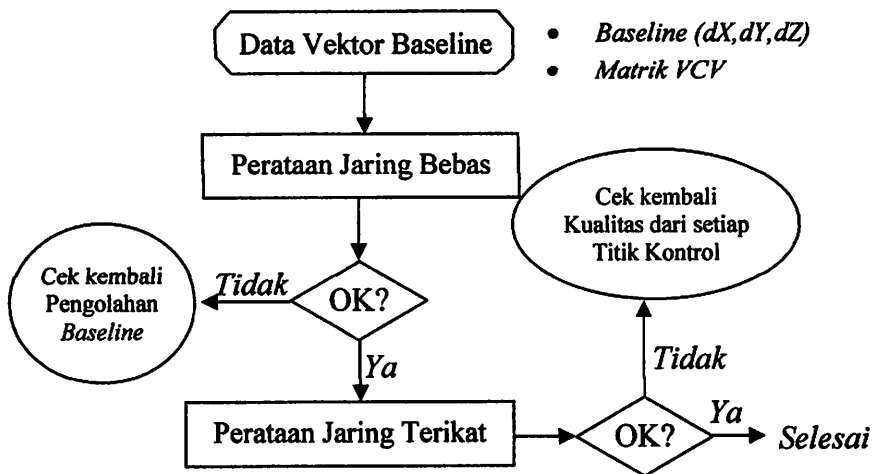 Data Vektor Baseline
• Baseline (dX,dY,dZ)
• Matrik VCV
Perataan Jaring Bebas
Cek kembali
Kualitas dari setiap
Titik Kontrol
Cek kembali
Pengolahan
Baseline
Tidak
OK?
Ya
Tidak
Perataan Jaring Terikat
OK?
Ya
Selesai